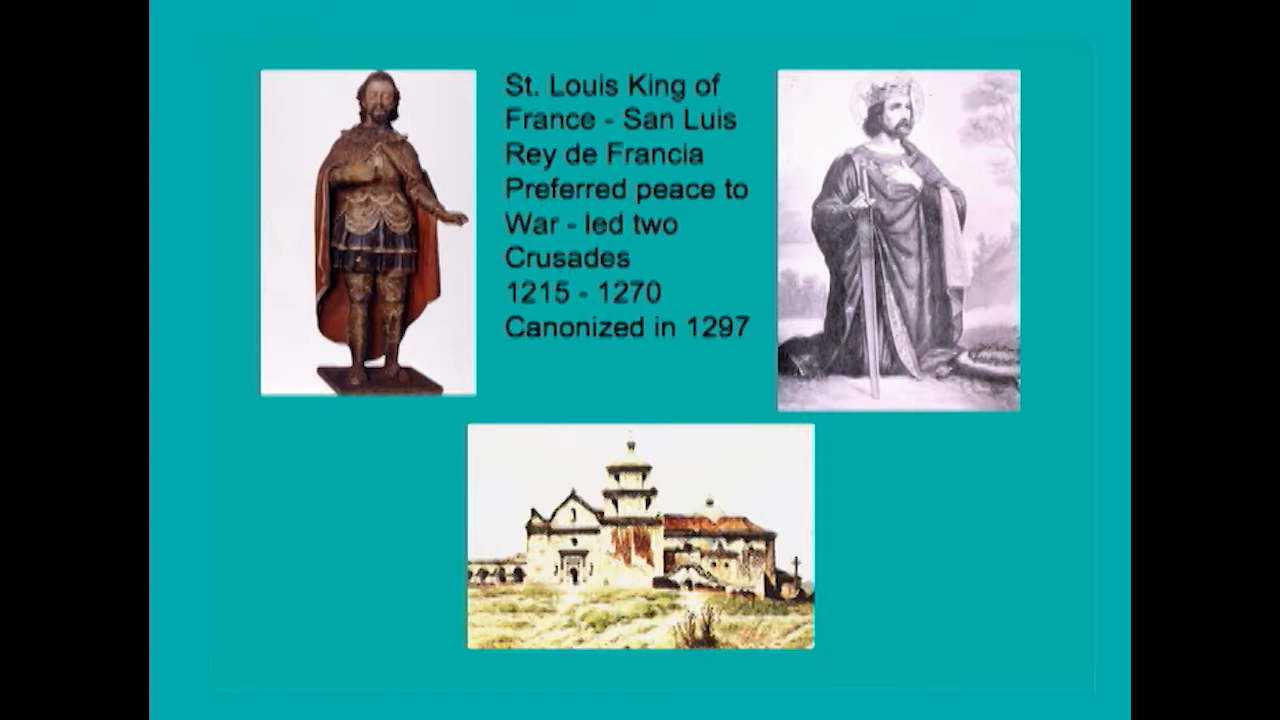 St. Louis King of
France - San Luis
Rey de Francia
Preferred peace to
War - led two
Crusades
1215 - 1270
Canonized in 1297